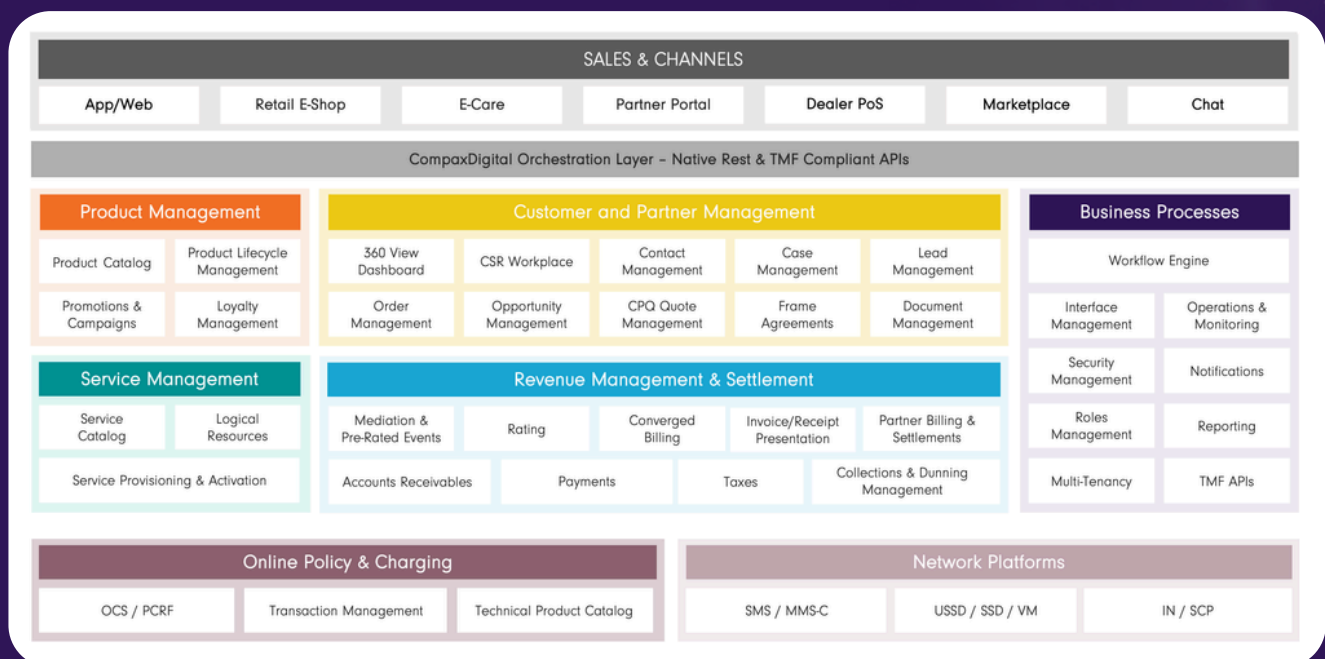 SALES & CHANNELS
App/Web
Retail E-Shop
E-Care
Partner Portal
Dealer PoS
Marketplace
Chat
CompaxDigital Orchestration Layer – Native Rest & TMF Compliant APIs
Product Management
Product Catalog
Product Lifecycle
Management
Promotions &
Campaigns
Loyalty
Management
Customer and Partner Management
360 View
Dashboard
CSR Workplace
Contact
Management
Case
Management
Lead
Management
Order
Management
Opportunity
Management
CPQ Quote
Management
Frame
Agreements
Document
Management
Business Processes
Workflow Engine
Interface
Management
Operations &
Monitoring
Security
Management
Notifications
Roles
Management
Reporting
Multi-Tenancy
TMF APIs
Service Management
Service
Catalog
Logical
Resources
Service Provisioning & Activation
Revenue Management & Settlement
Mediation &
Pre-Rated Events
Rating
Converged
Billing
Invoice/Receipt
Presentation
Partner Billing &
Settlements
Accounts Receivables
Payments
Taxes
Collections & Dunning
Management
Online Policy & Charging
OCS / PCRF
Transaction Management
Technical Product Catalog
Network Platforms
SMS / MMS-C
USSD / SSD / VM
IN / SCP